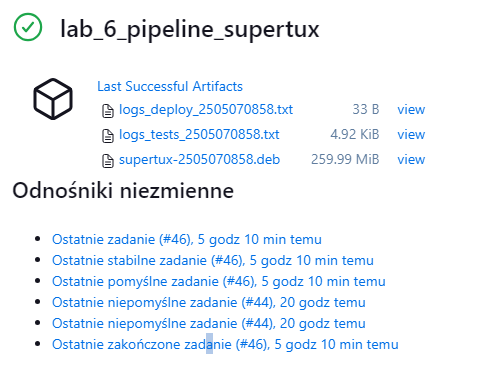 lab_6_pipeline_supertux
Last Successful Artifacts
logs_deploy_2505070858.txt 33 B view
logs_tests_2505070858.txt 4.92 KiB view
supertux-2505070858.deb 259.99 MiB view
Odnośniki niezmienne
Ostatnie zadanie (#46), 5 godz 10 min temu
Ostatnie stabilne zadanie (#46), 5 godz 10 min temu
Ostatnie pomyślne zadanie (#46), 5 godz 10 min temu
Ostatnie niepomyślne zadanie (#44), 20 godz temu
Ostatnie niepomyślne zadanie (#44), 20 godz temu
Ostatnie zakończone zadanie (#46), 5 godz 10 min temu